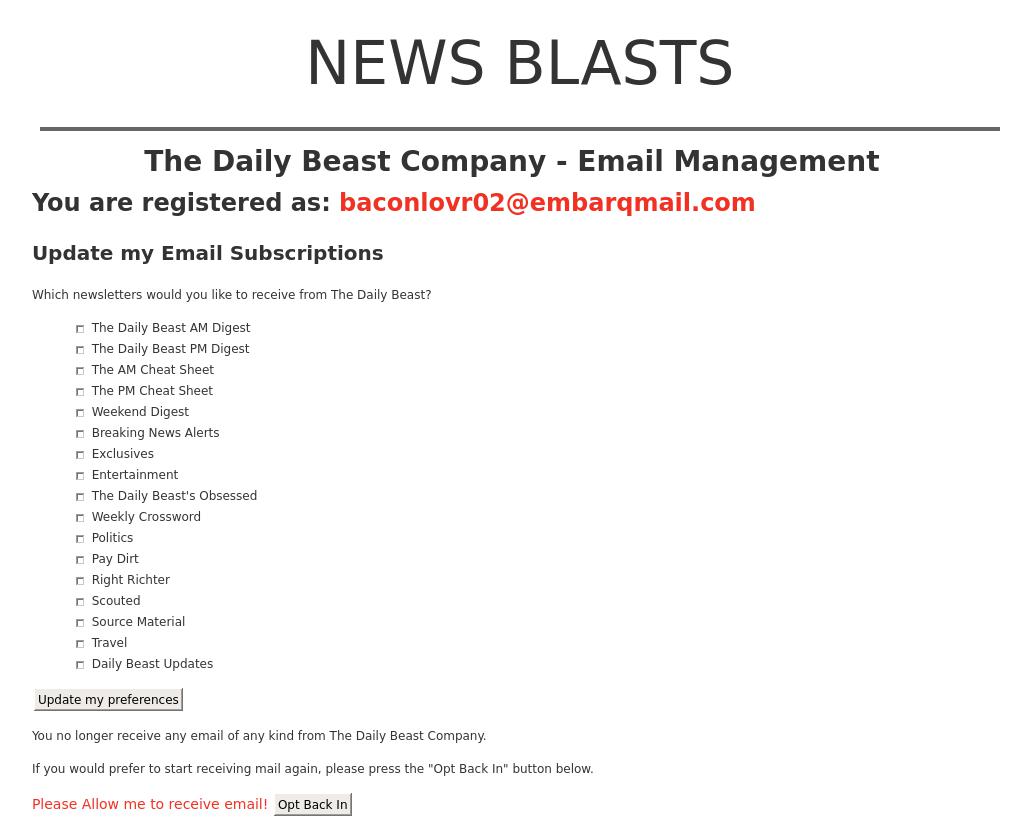 NEWS BLASTS
The Daily Beast Company - Email Management
You are registered as: baconlovr02@embarqmail.com
Update my Email Subscriptions
Which newsletters would you like to receive from The Daily Beast?
The Daily Beast AM Digest
The Daily Beast PM Digest
The AM Cheat Sheet
The PM Cheat Sheet
Weekend Digest
Breaking News Alerts
Exclusives
Entertainment
The Daily Beast's Obsessed
Weekly Crossword
Politics
Pay Dirt
Right Richter
Scouted
Source Material
Travel
Daily Beast Updates
Update my preferences
You no longer receive any email of any kind from The Daily Beast Company.
If you would prefer to start receiving mail again, please press the "Opt Back In" button below.
Please Allow me to receive email! Opt Back In